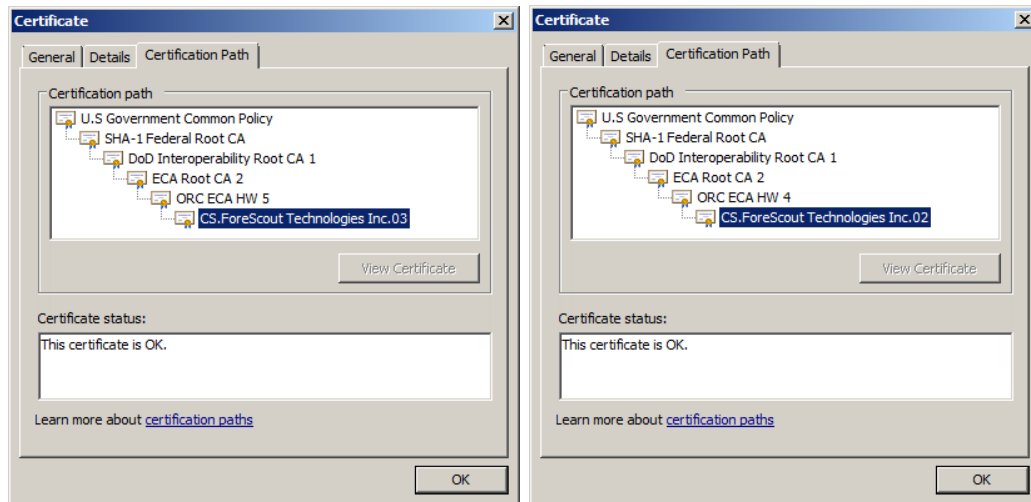 Certificate
General
Details
Certification Path
Certification path
U.S Government Common Policy
SHA-1 Federal Root CA
DoD Interoperability Root CA 1
ECA Root CA 2
ORC ECA HW 5
CS.ForeScout Technologies Inc.03
View Certificate
Certificate status:
This certificate is OK.
Learn more about certification paths
OK
Certificate
General
Details
Certification Path
Certification path
U.S Government Common Policy
SHA-1 Federal Root CA
DoD Interoperability Root CA 1
ECA Root CA 2
ORC ECA HW 4
CS.ForeScout Technologies Inc.02
View Certificate
Certificate status:
This certificate is OK.
Learn more about certification paths
OK